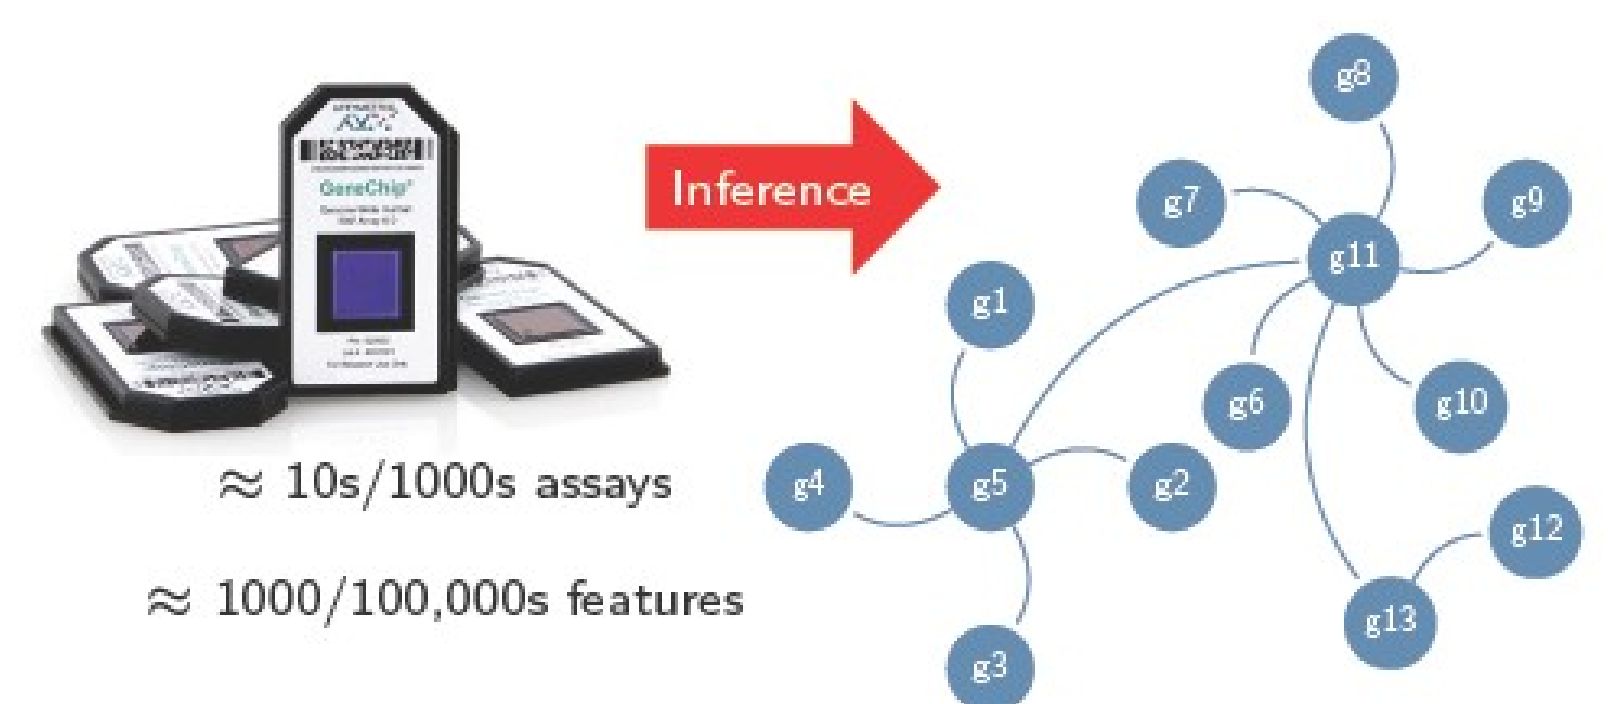 GeneChip®
Inference
≈ 10s/1000s assays
≈ 1000/100,000s features
g8
g7
g9
g11
g1
g6
g10
g4
g5
g2
g12
g13
g3